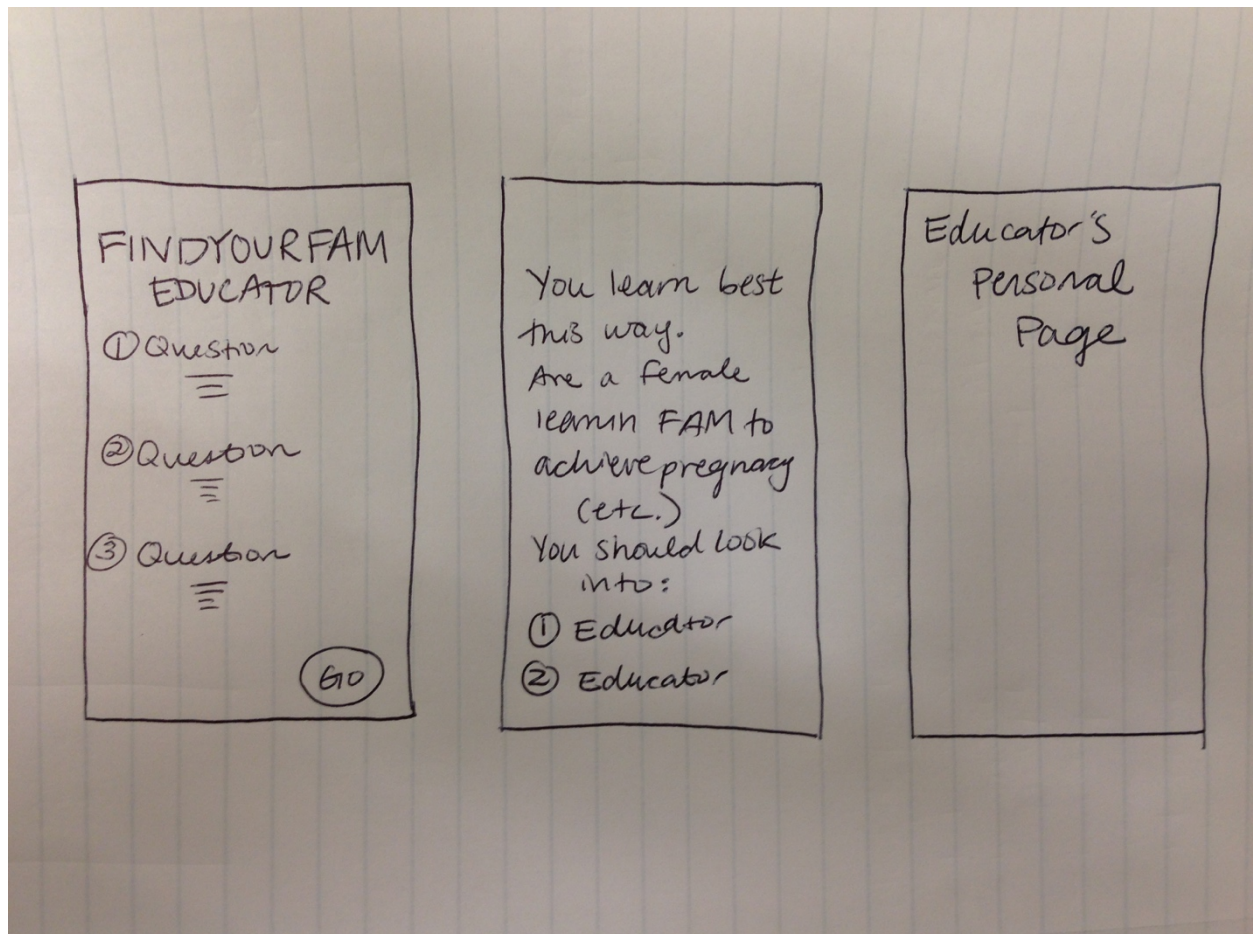 FINDYOURFAM
EDUCATOR
① Question
② Question
③ Question
GO
You learn best
this way.
Are a female
learnin FAM to
achieve pregnacy
(etc.)
You should look
into:
① Educator
② Educator
Educator's
Personal
Page